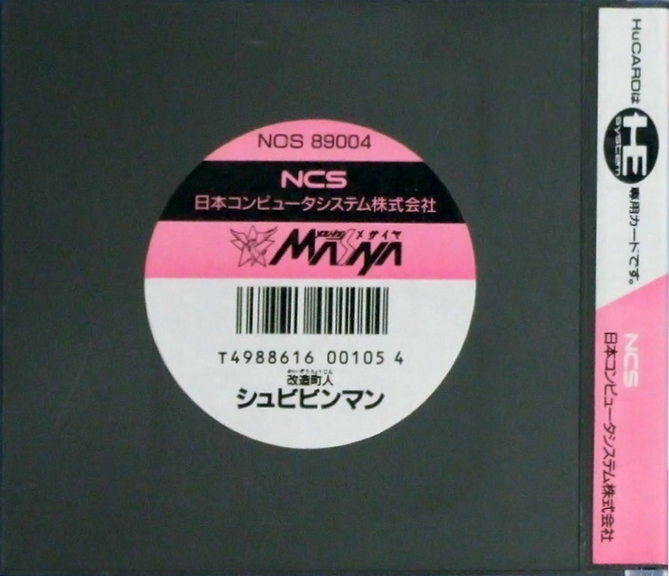 NCS 89004
NCS
日本コンピュータシステム株式会社
メサイヤ
MASAYA
T4988616 00105 4
かいぞうちょうじん
改造町人
シュビビンマン
HuCARDは
HE
system
専用カードです。
NCS
日本コンピュータシステム株式会社